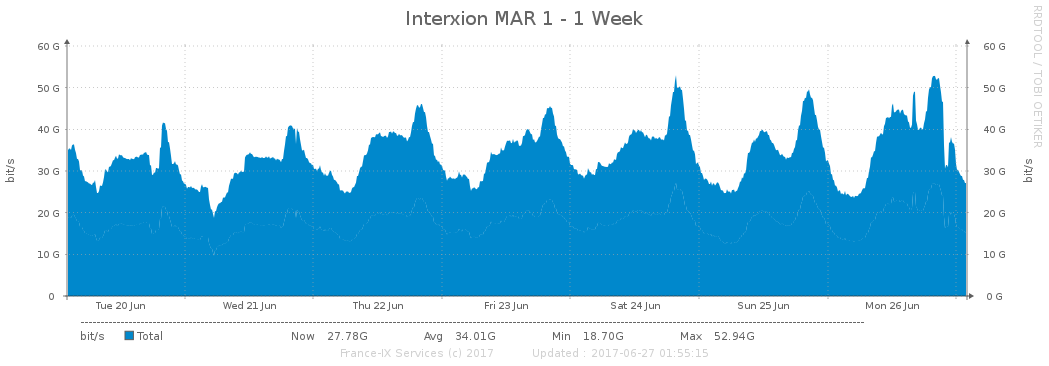 Interxion MAR 1 - 1 Week
RRDTOOL / TOBI OETIKER
bit/s
60 G
50 G
40 G
30 G
20 G
10 G
0
60 G
50 G
40 G
30 G
20 G
10 G
0 G
bit/s
Tue 20 Jun Wed 21 Jun Thu 22 Jun Fri 23 Jun Sat 24 Jun Sun 25 Jun Mon 26 Jun
bit/s Total Now 27.78G Avg 34.01G Min 18.70G Max 52.94G
France-IX Services (c) 2017 Updated : 2017-06-27 01:55:15